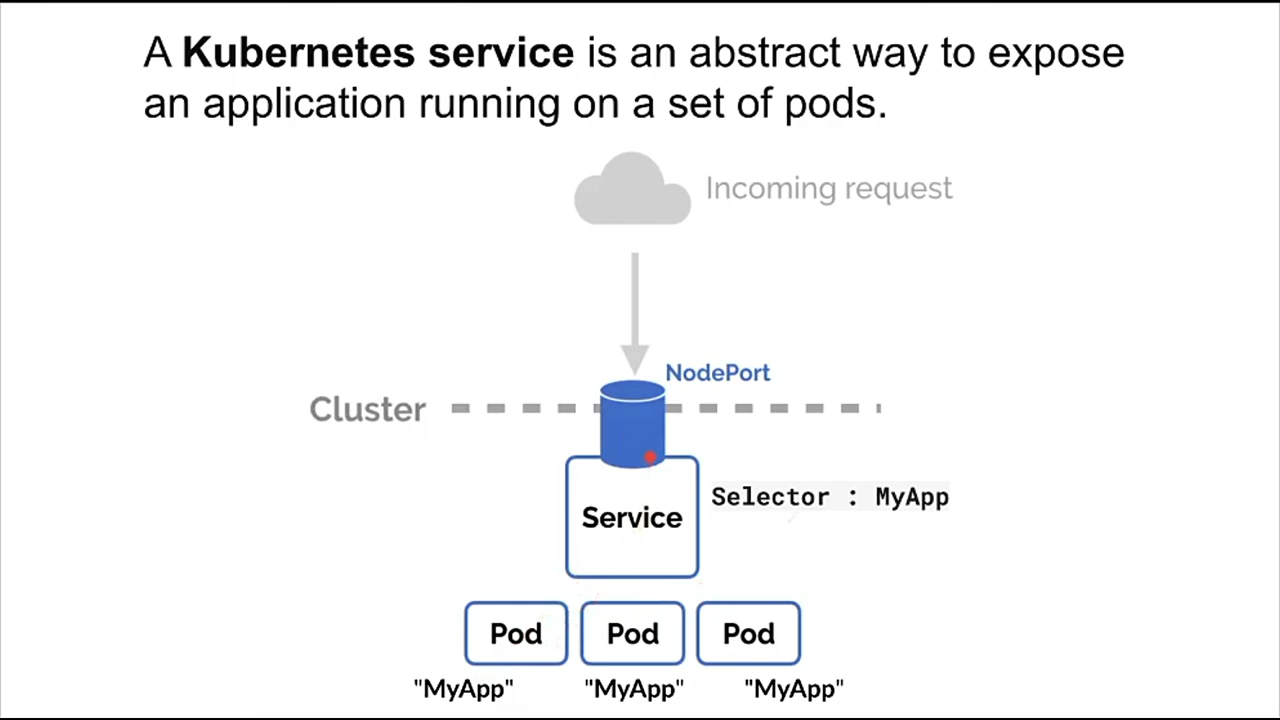 A Kubernetes service is an abstract way to expose
an application running on a set of pods.
Incoming request
NodePort
Cluster
Service
Selector : MyApp
Pod Pod Pod
"MyApp" "MyApp" "MyApp"